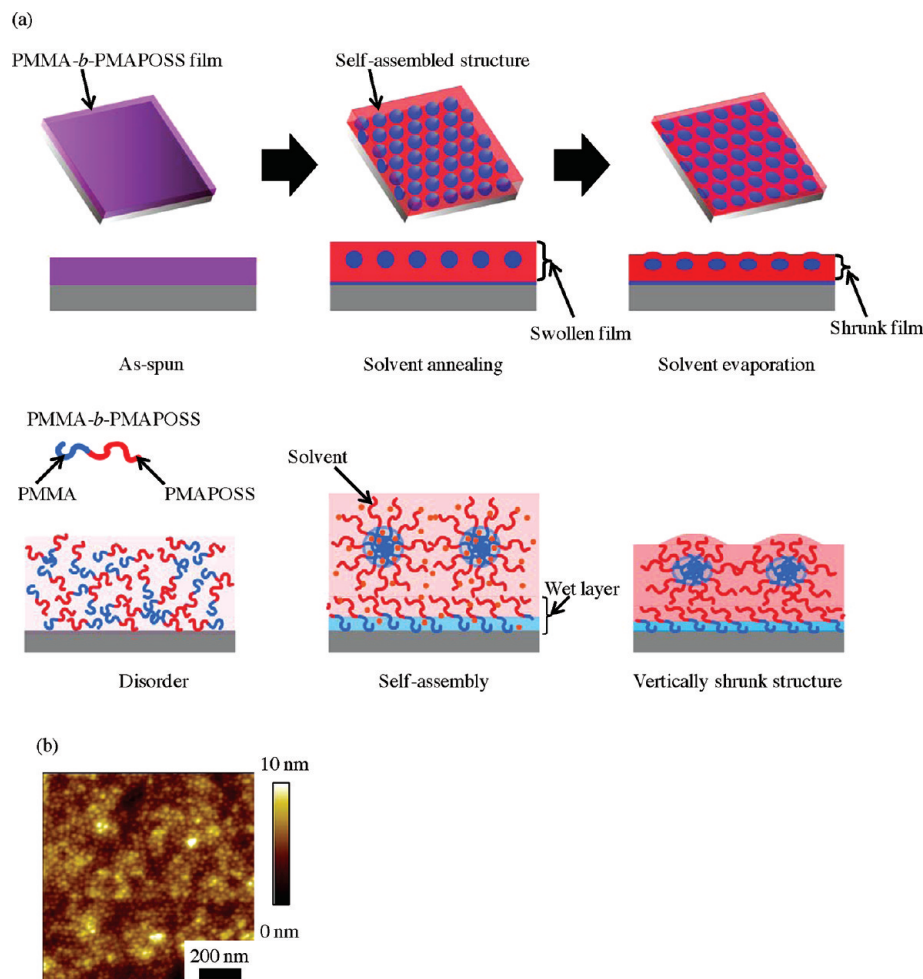 (a)
PMMA-b-PMAPOSS film
Self-assembled structure
Swollen film
Shrunk film
As-spun
Solvent annealing
Solvent evaporation
PMMA-b-PMAPOSS
PMMA
PMAPOSS
Solvent
Wet layer
Disorder
Self-assembly
Vertically shrunk structure
(b)
10 nm
0 nm
200 nm